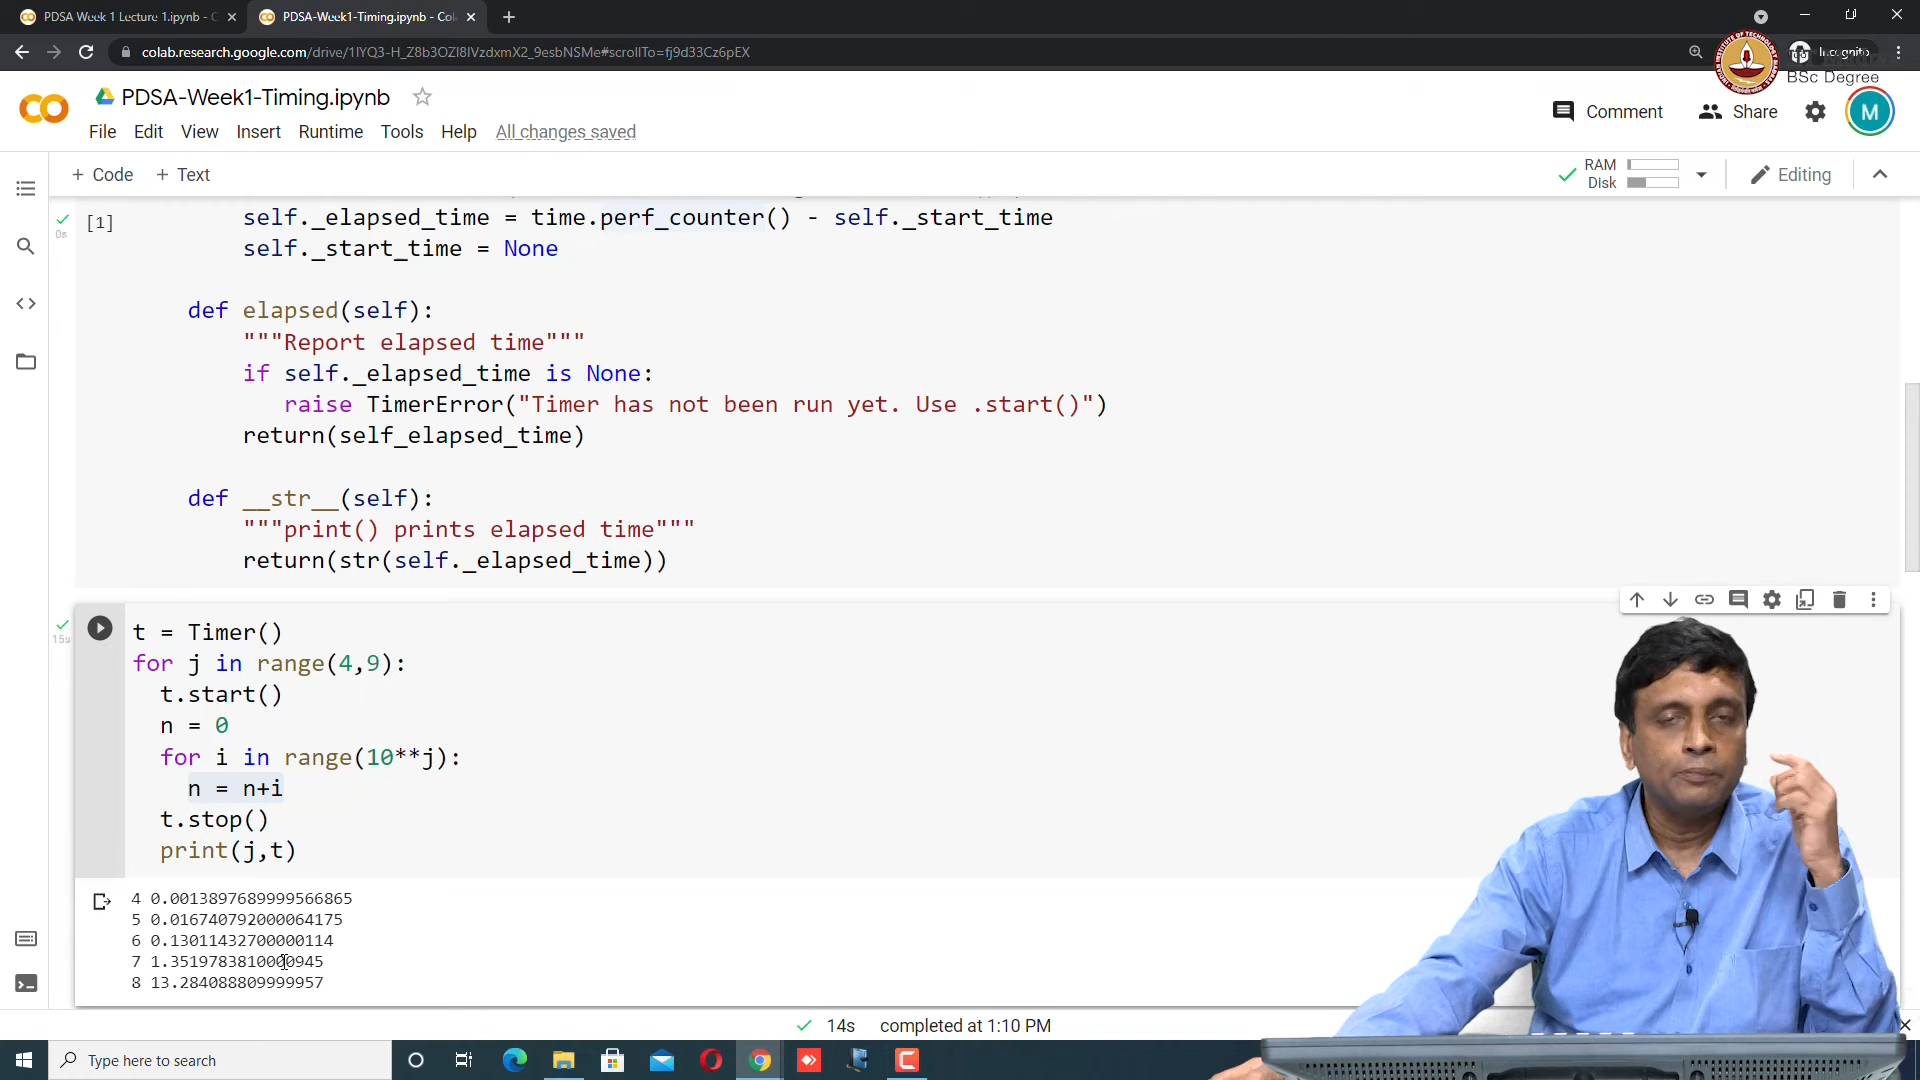 PDSA Week 1 Lecture 1.ipynb - C
PDSA-Week1-Timing.ipynb - Col
colab.research.google.com/drive/1IYQ3-H_Z8b3OZI8IVzdxmX2_9esbNSMe#scrollTo=fj9d33Cz6pEX
Incognito
BSc Degree
PDSA-Week1-Timing.ipynb
File Edit View Insert Runtime Tools Help All changes saved
Comment Share M
+ Code + Text
RAM
Disk
Editing
[1]
0s
self._elapsed_time = time.perf_counter() - self._start_time
self._start_time = None
def elapsed(self):
"""Report elapsed time"""
if self._elapsed_time is None:
raise TimerError("Timer has not been run yet. Use .start()")
return(self_elapsed_time)
def __str__(self):
"""print() prints elapsed time"""
return(str(self._elapsed_time))
15s
t = Timer()
for j in range(4,9):
t.start()
n = 0
for i in range(10**j):
n = n+i
t.stop()
print(j,t)
4 0.0013897689999566865
5 0.016740792000064175
6 0.13011432700000114
7 1.3519783810000945
8 13.284088809999957
14s completed at 1:10 PM
Type here to search